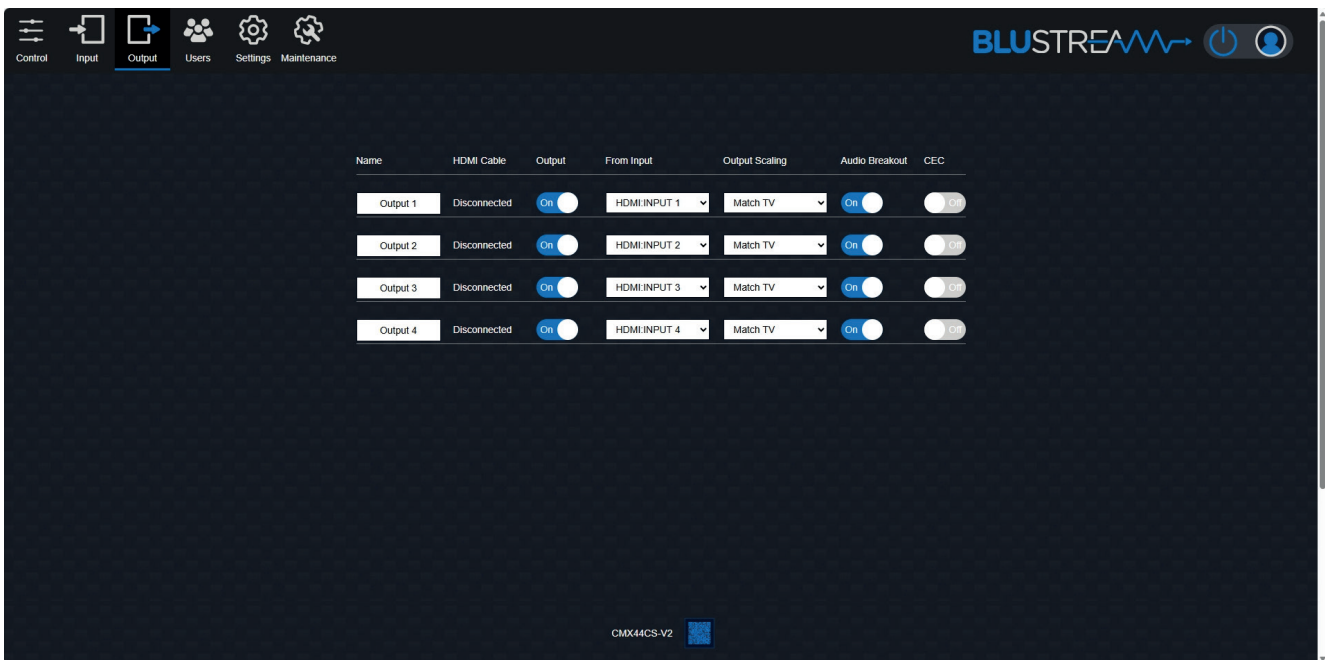 Control Input Output Users Settings Maintenance BLUSTREAM
Name HDMI Cable Output From Input Output Scaling Audio Breakout CEC
Output 1 Disconnected On HDMI:INPUT 1 Match TV On Off
Output 2 Disconnected On HDMI:INPUT 2 Match TV On Off
Output 3 Disconnected On HDMI:INPUT 3 Match TV On Off
Output 4 Disconnected On HDMI:INPUT 4 Match TV On Off
CMX44CS-V2